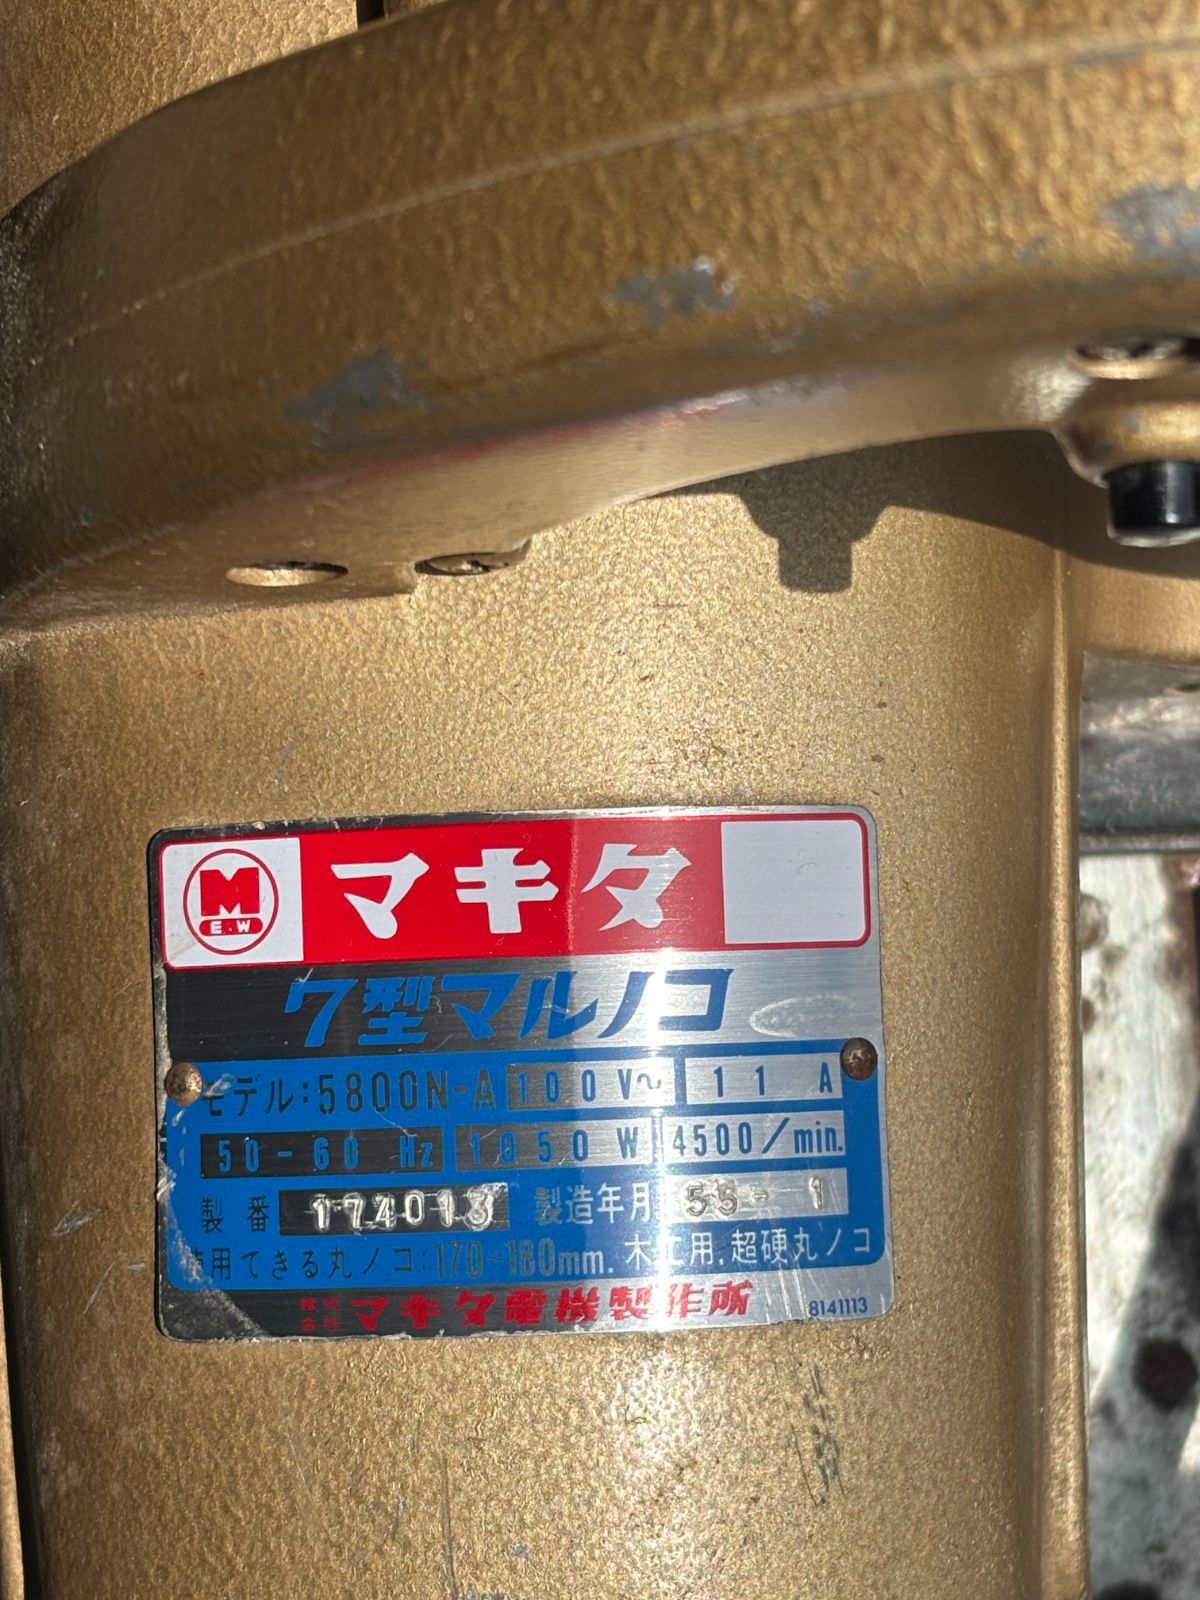 M
E.W
マキタ
7型マルノコ
モデル:5800N-A 100V~ 11 A
50-60 Hz 1050W 4500/min.
製番 174013 製造年月 55-1
使用できる丸ノコ:170~180mm. 木工用,超硬丸ノコ
株式会社 マキタ電機製作所 8141113